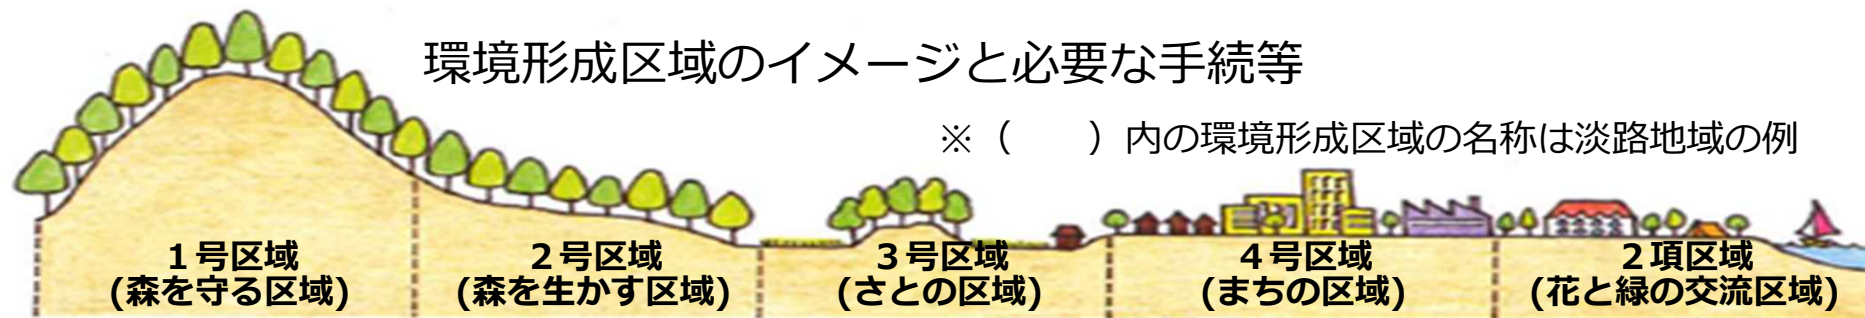 環境形成区域のイメージと必要な手続等
※（　　）内の環境形成区域の名称は淡路地域の例
１号区域
(森を守る区域)
２号区域
(森を生かす区域)
３号区域
(さとの区域)
４号区域
(まちの区域)
２項区域
(花と緑の交流区域)